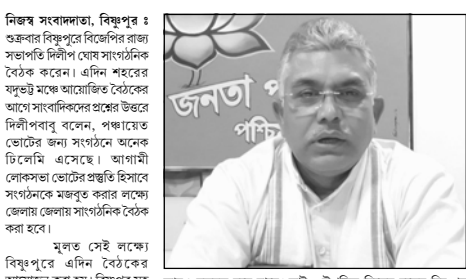 নিজস্ব সংবাদদাতা, বিষ্ণুপুর ঃ
শুক্রবার বিষ্ণুপুরে বিজেপির রাজ্য
সভাপতি দিলীপ ঘোষ সাংগঠনিক
বৈঠক করেন। এদিন শহরের
যদুভট্ট মঞ্চে আয়োজিত বৈঠকের
আগে সাংবাদিকদের প্রশ্নের উত্তরে
দিলীপবাবু বলেন, পঞ্চায়েত
ভোটের জন্য সংগঠনে অনেক
ঢিলেমি এসেছে। আগামী
লোকসভা ভোটের প্রস্তুতি হিসাবে
সংগঠনকে মজবুত করার লক্ষ্যে
জেলায় জেলায় সাংগঠনিক বৈঠক
করা হবে।
মূলত সেই লক্ষ্যে
বিষ্ণুপুরে এদিন বৈঠকের
জনতা প
পশ্চি